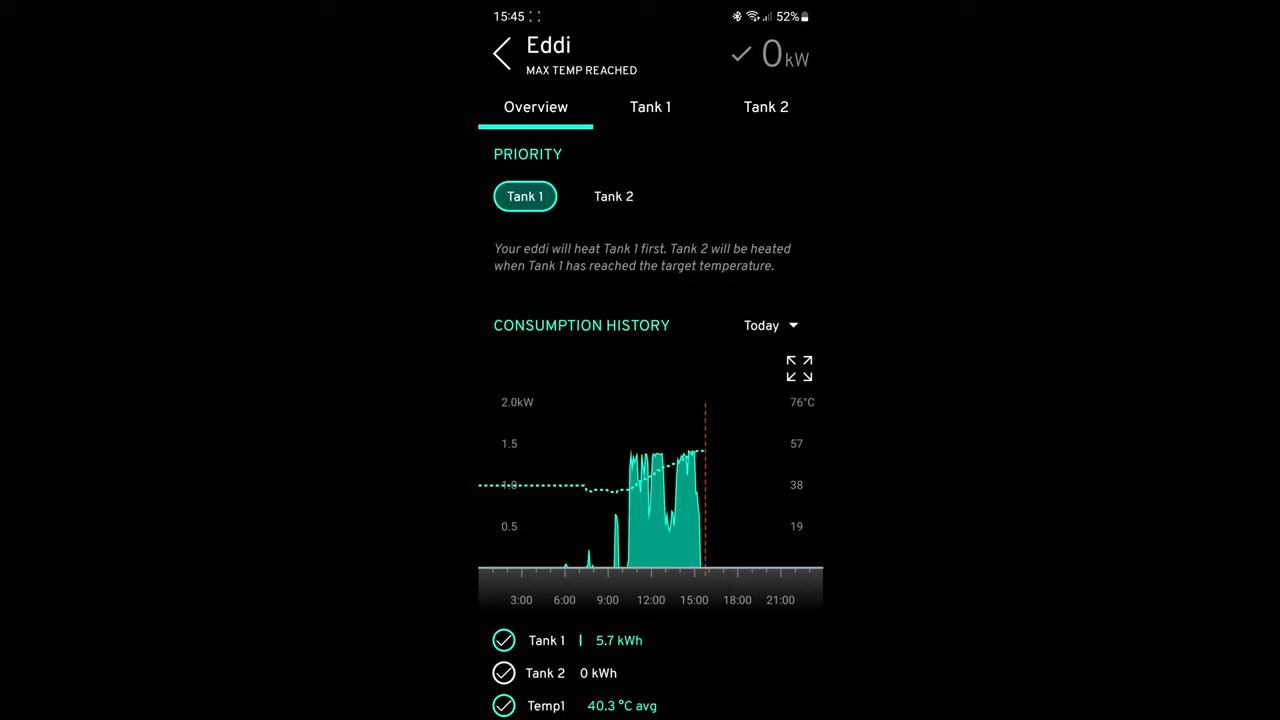 15:45 52%
Eddi
MAX TEMP REACHED
0 kW
Overview Tank 1 Tank 2
PRIORITY
Tank 1 Tank 2
Your eddi will heat Tank 1 first. Tank 2 will be heated
when Tank 1 has reached the target temperature.
CONSUMPTION HISTORY Today
2.0kW 76°C
1.5 57
1.0 38
0.5 19
3:00 6:00 9:00 12:00 15:00 18:00 21:00
Tank 1 5.7 kWh
Tank 2 0 kWh
Temp1 40.3 °C avg